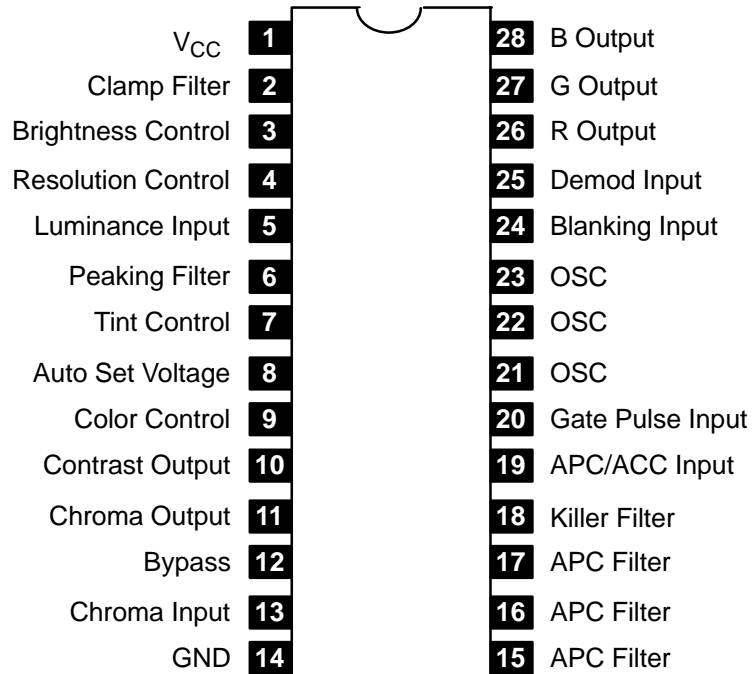 V_CC 1 28 B Output
Clamp Filter 2 27 G Output
Brightness Control 3 26 R Output
Resolution Control 4 25 Demod Input
Luminance Input 5 24 Blanking Input
Peaking Filter 6 23 OSC
Tint Control 7 22 OSC
Auto Set Voltage 8 21 OSC
Color Control 9 20 Gate Pulse Input
Contrast Output 10 19 APC/ACC Input
Chroma Output 11 18 Killer Filter
Bypass 12 17 APC Filter
Chroma Input 13 16 APC Filter
GND 14 15 APC Filter